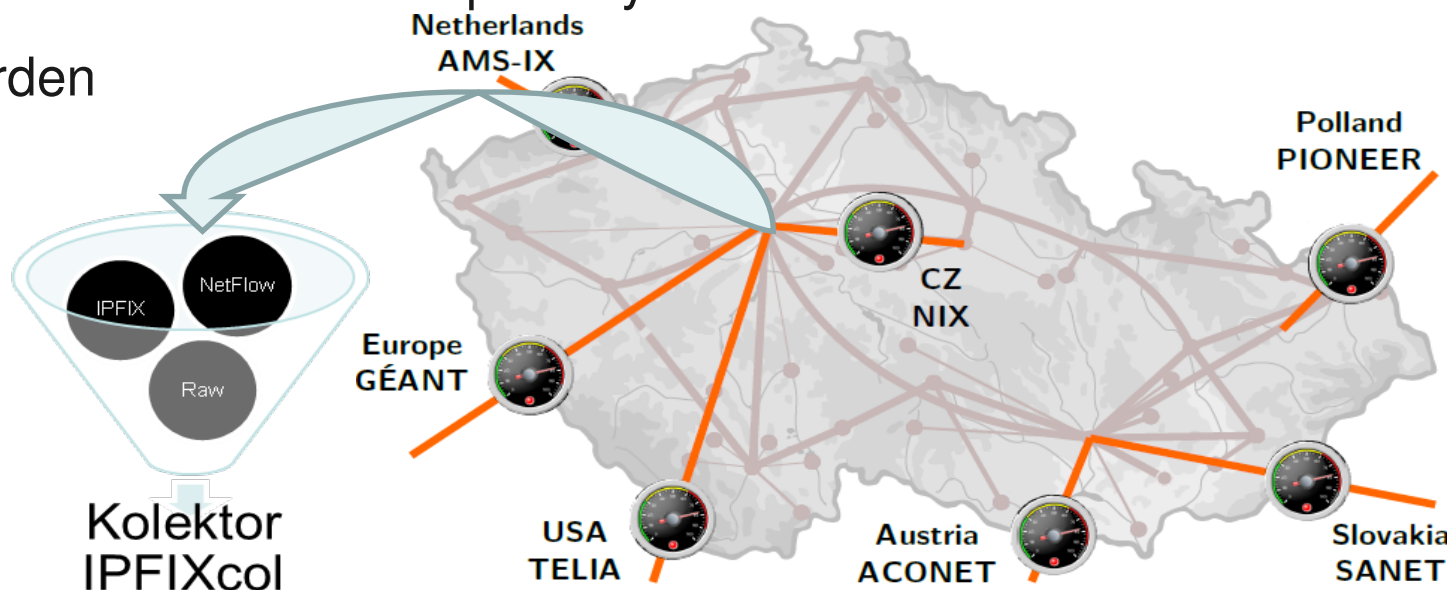 rden
Netherlands
AMS-IX
Polland
PIONEER
IPFIX
NetFlow
Raw
CZ
NIX
Europe
GÉANT
Kolektor
IPFIXcol
USA
TELIA
Austria
ACONET
Slovakia
SANET